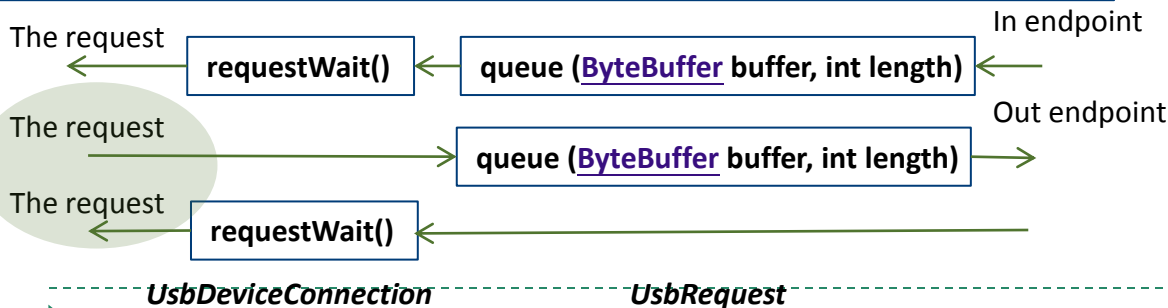 In endpoint
The request
requestWait()
queue (ByteBuffer buffer, int length)
Out endpoint
The request
queue (ByteBuffer buffer, int length)
The request
requestWait()
UsbDeviceConnection
UsbRequest